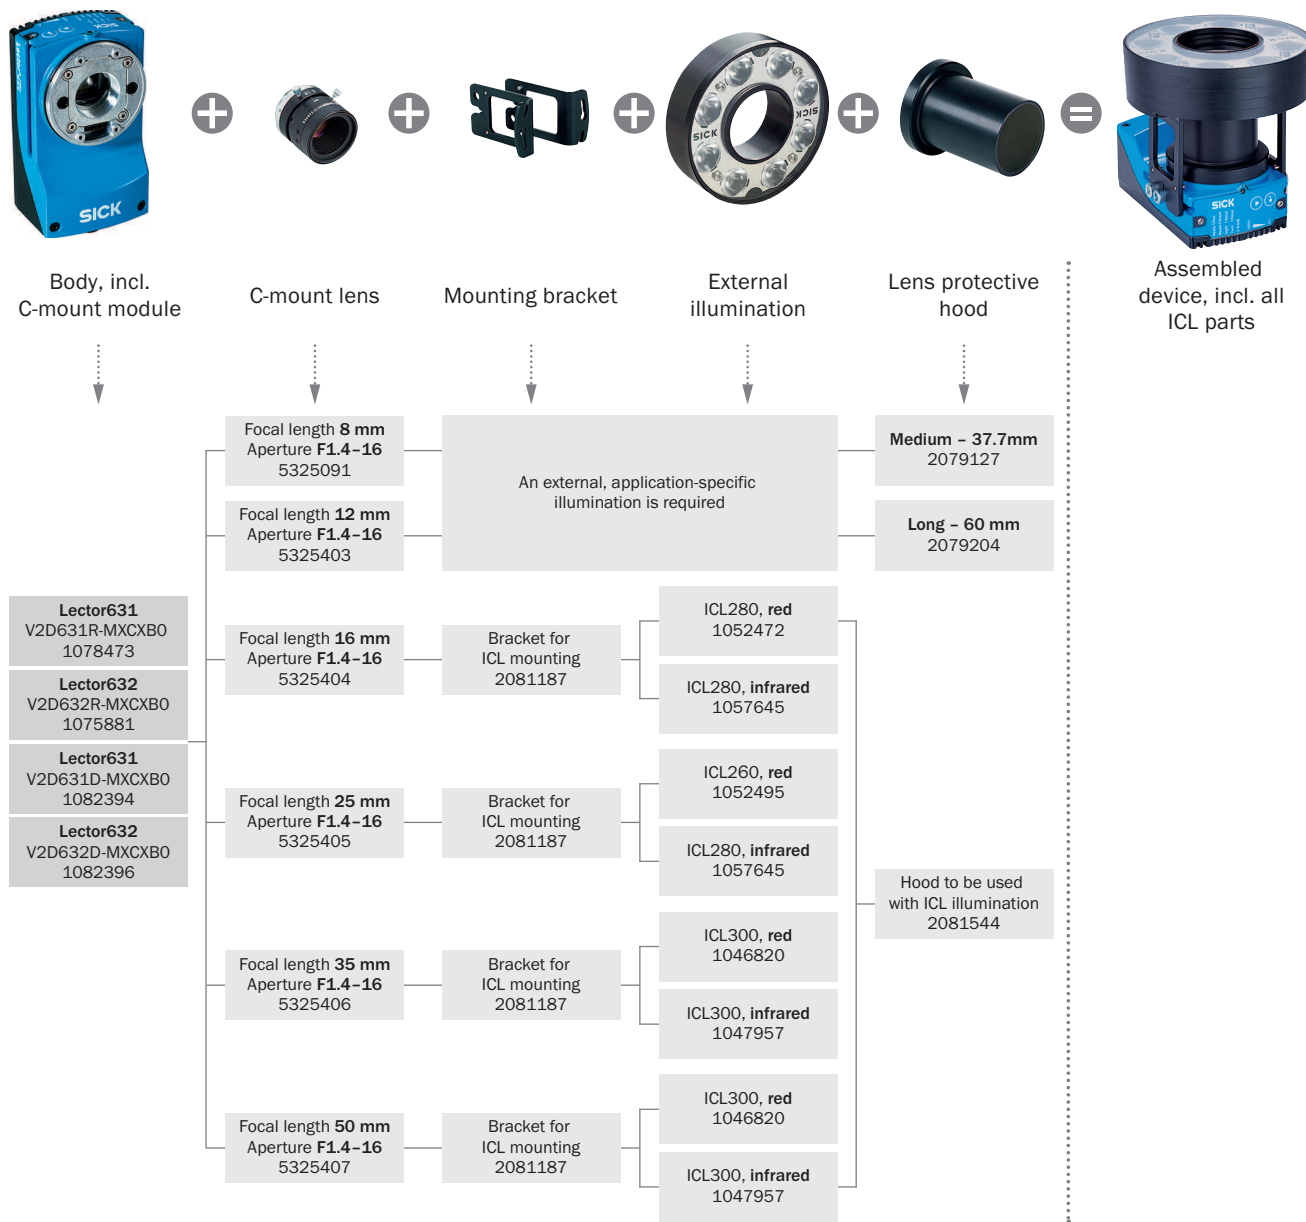 SICK
SICK
SICK
SICK
Body, incl.
C-mount module
C-mount lens
Mounting bracket
External
illumination
Lens protective
hood
Assembled
device, incl. all
ICL parts
Focal length 8 mm
Aperture F1.4–16
5325091
An external, application-specific
illumination is required
Medium – 37.7mm
2079127
Focal length 12 mm
Aperture F1.4–16
5325403
Long – 60 mm
2079204
Lector631
V2D631R-MXCXB0
1078473
Lector632
V2D632R-MXCXB0
1075881
Lector631
V2D631D-MXCXB0
1082394
Lector632
V2D632D-MXCXB0
1082396
Focal length 16 mm
Aperture F1.4–16
5325404
Bracket for
ICL mounting
2081187
ICL280, red
1052472
ICL280, infrared
1057645
Focal length 25 mm
Aperture F1.4–16
5325405
Bracket for
ICL mounting
2081187
ICL260, red
1052495
ICL280, infrared
1057645
Hood to be used
with ICL illumination
2081544
Focal length 35 mm
Aperture F1.4–16
5325406
Bracket for
ICL mounting
2081187
ICL300, red
1046820
ICL300, infrared
1047957
Focal length 50 mm
Aperture F1.4–16
5325407
Bracket for
ICL mounting
2081187
ICL300, red
1046820
ICL300, infrared
1047957